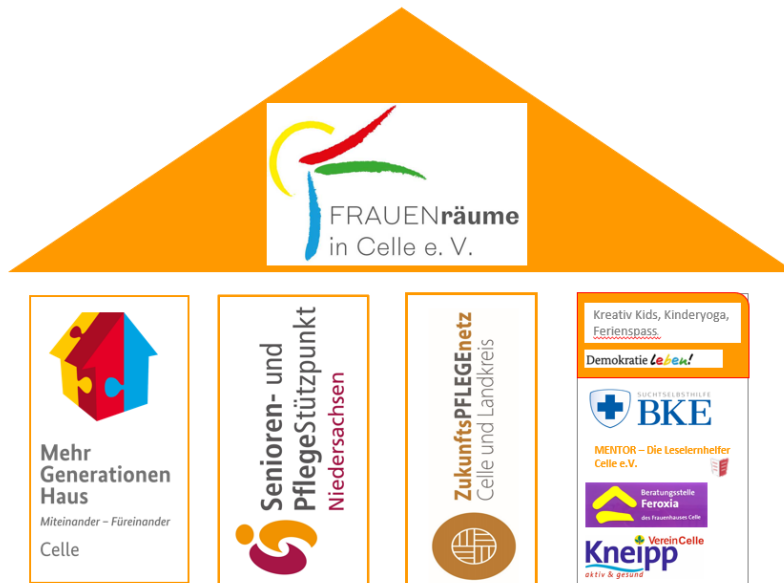 FRAUENräume
in Celle e. V.
Mehr
Generationen
Haus
Miteinander – Füreinander
Celle
Senioren- und
PflegeStützpunkt
Niedersachsen
ZukunftsPFLEGEnetz
Celle und Landkreis
Kreativ Kids, Kinderyoga,
Ferienspass.
Demokratie Leben!
SUCHTSELBSTHILFE
BKE
MENTOR – Die Leselernhelfer
Celle e.V.
Beratungsstelle
Feroxia
des Frauenhauses Celle
Verein Celle
Kneipp
aktiv & gesund